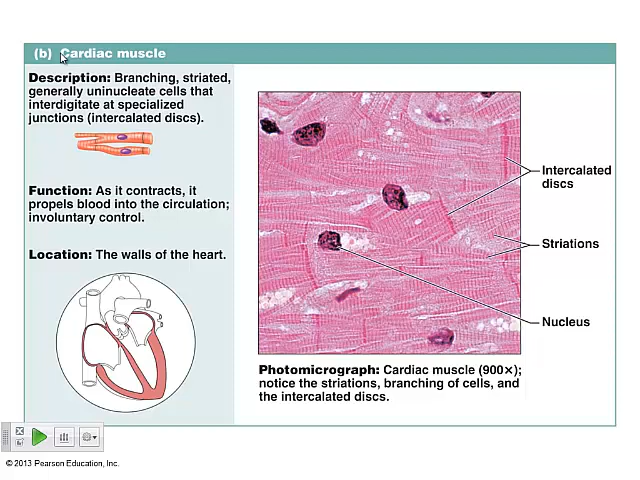 (b) Cardiac muscle
Description: Branching, striated,
generally uninucleate cells that
interdigitate at specialized
junctions (intercalated discs).
Function: As it contracts, it
propels blood into the circulation;
involuntary control.
Location: The walls of the heart.
Intercalated
discs
Striations
Nucleus
Photomicrograph: Cardiac muscle (900×);
notice the striations, branching of cells, and
the intercalated discs.
© 2013 Pearson Education, Inc.